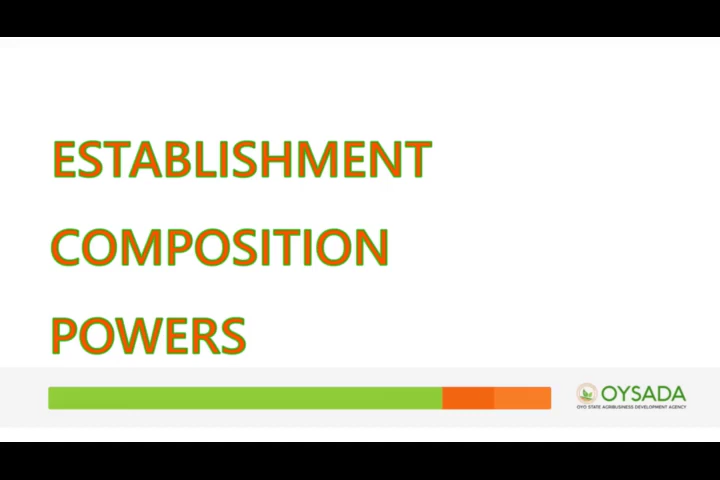 ESTABLISHMENT
COMPOSITION
POWERS
OYSADA
OYO STATE AGRIBUSINESS DEVELOPMENT AGENCY